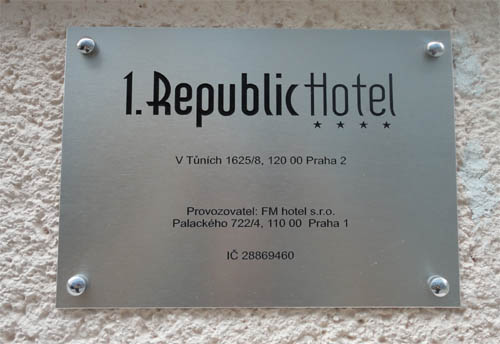 1. Republic Hotel
★ ★ ★ ★
V Tůních 1625/8, 120 00 Praha 2
Provozovatel: FM hotel s.r.o.
Palackého 722/4, 110 00 Praha 1
IČ 28869460